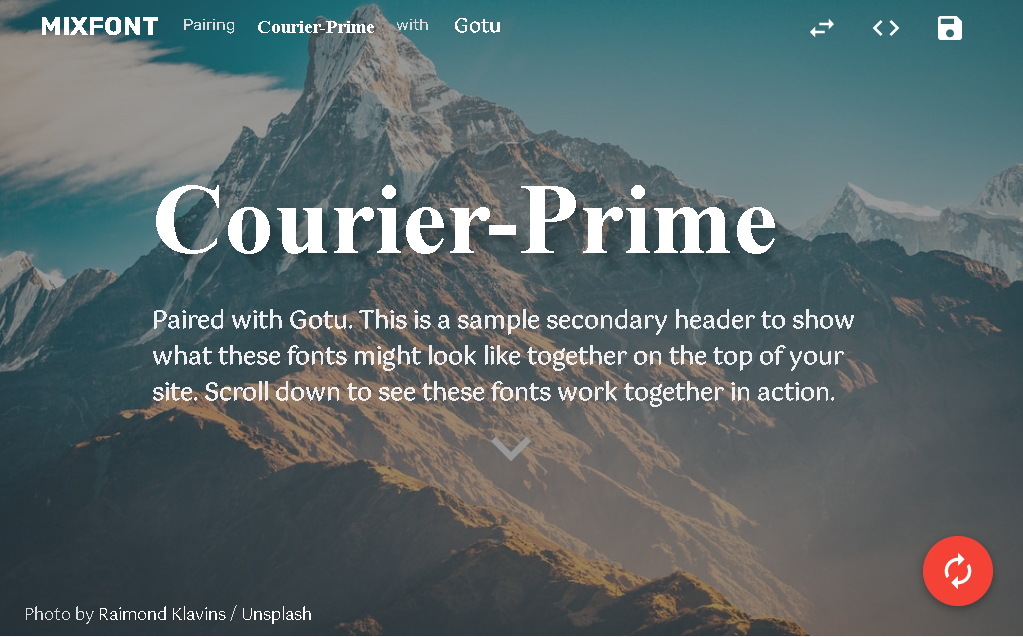 MIXFONT Pairing Courier-Prime with Gotu
Courier-Prime
Paired with Gotu. This is a sample secondary header to show
what these fonts might look like together on the top of your
site. Scroll down to see these fonts work together in action.
Photo by Raimond Klavins / Unsplash